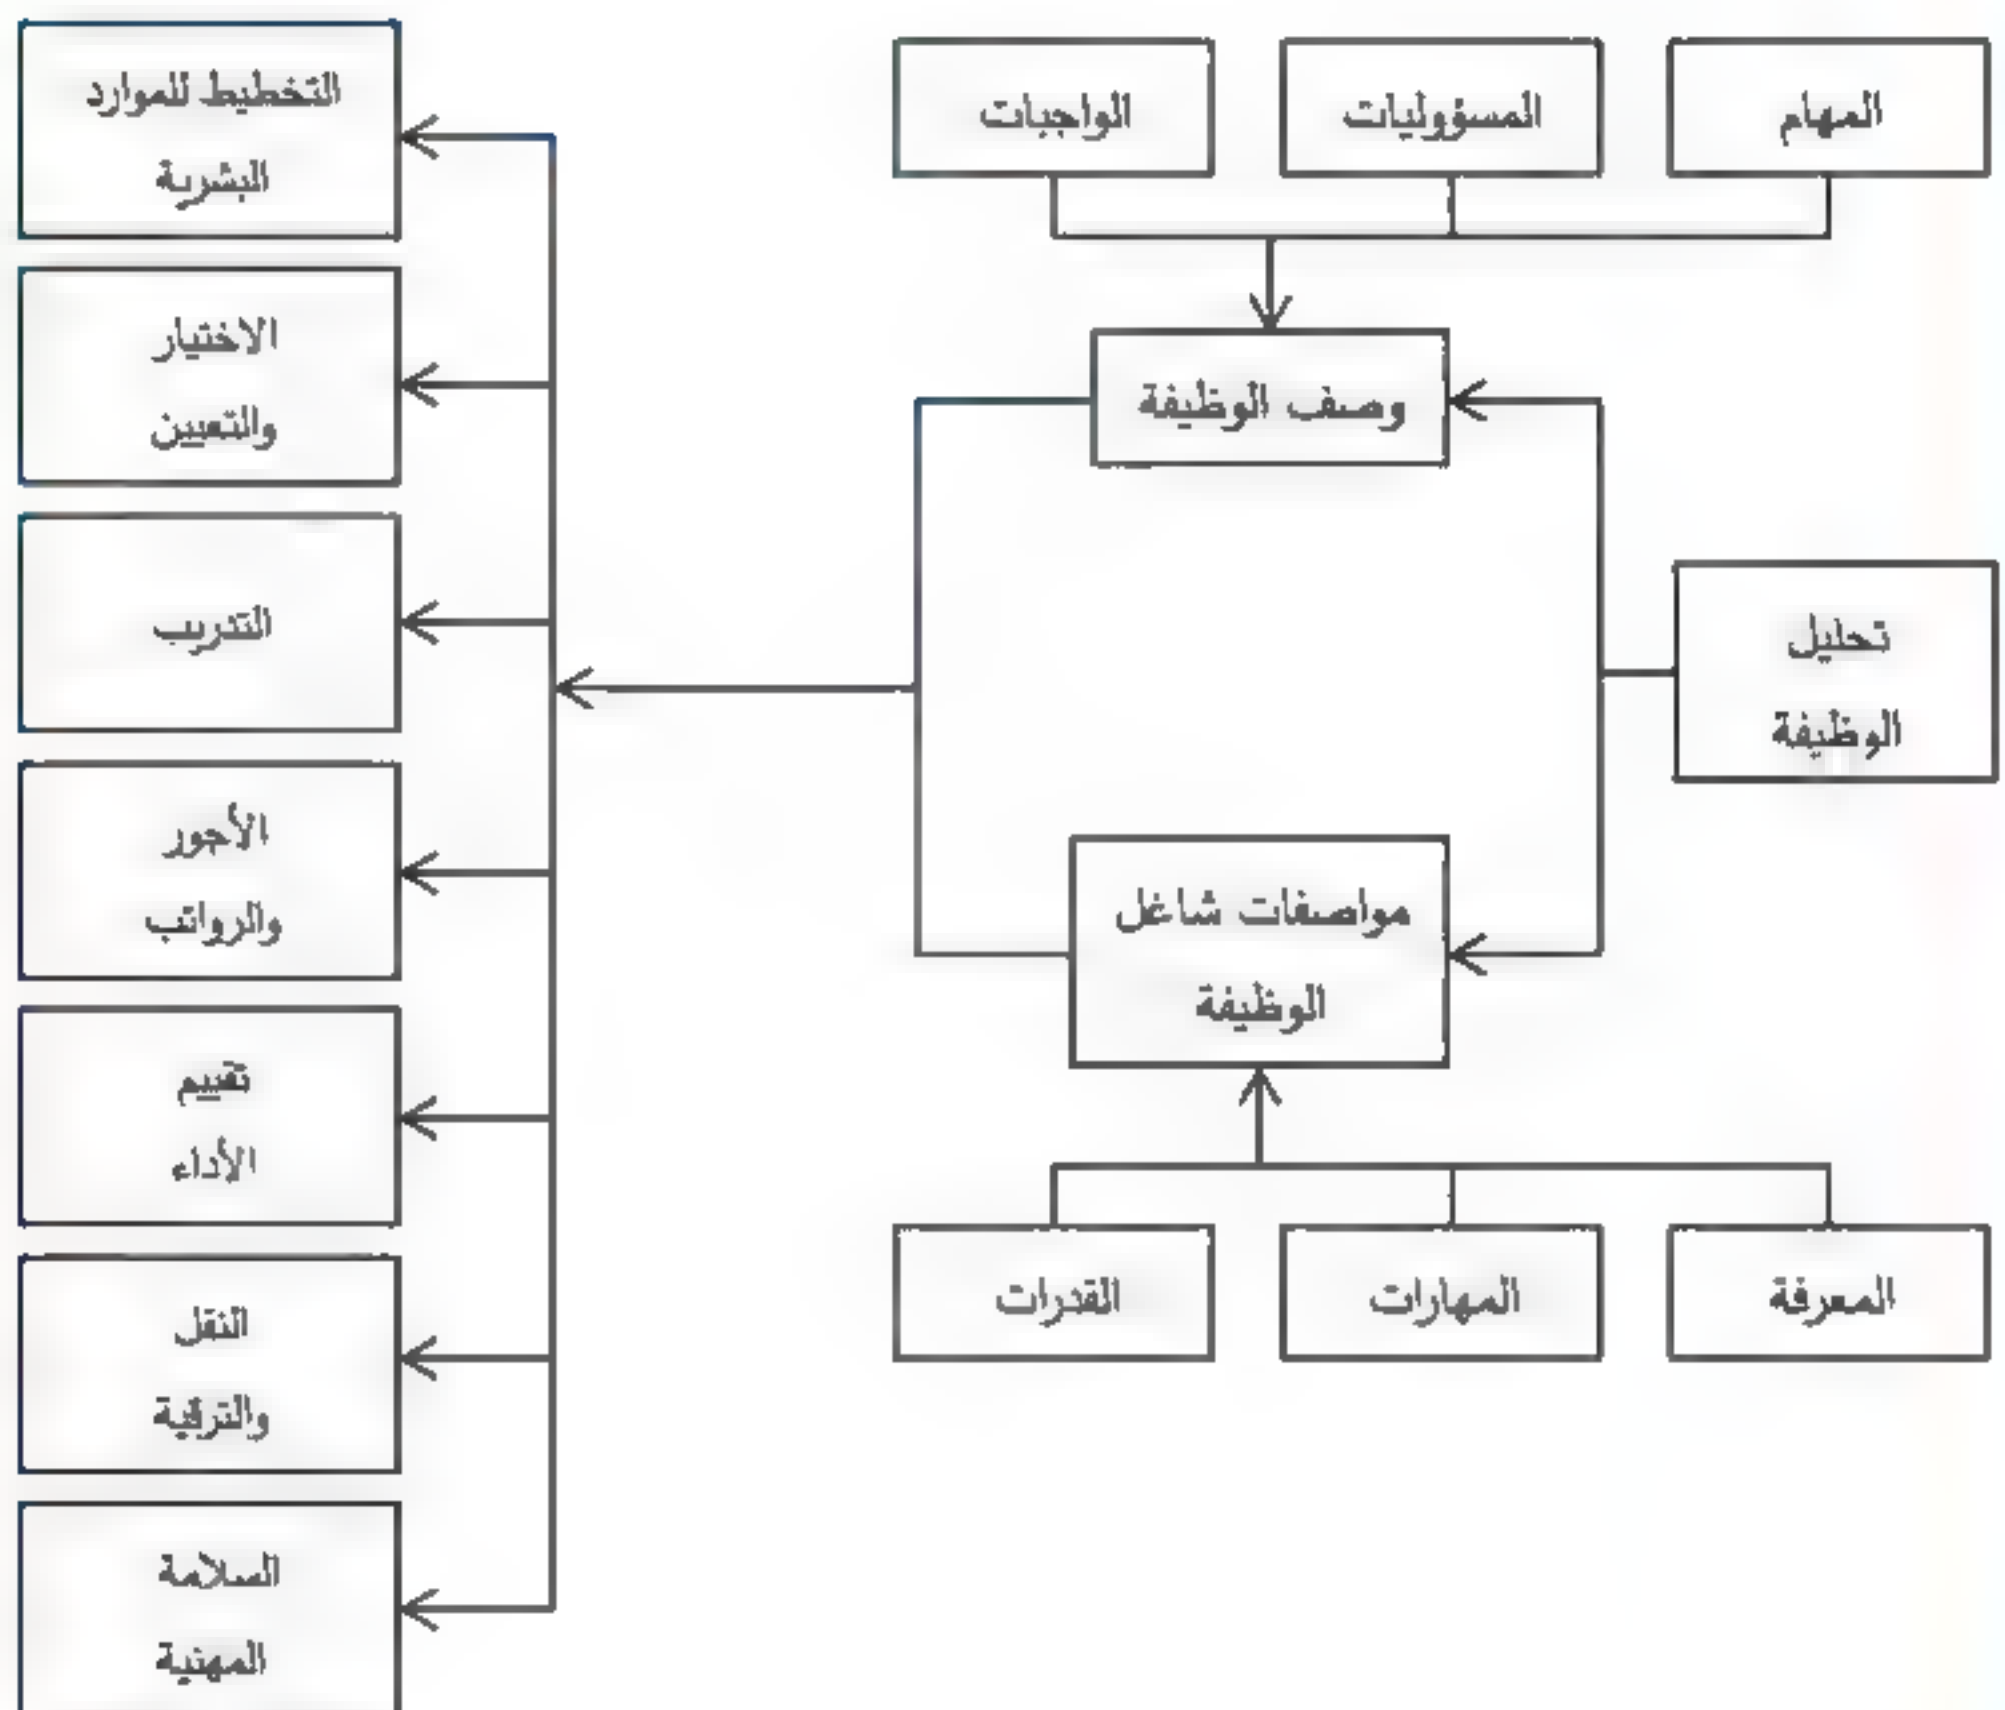 المهام
المسؤوليات
الواجبات
وصف الوظيفة
تحليل
الوظيفة
مواصفات شاغل
الوظيفة
المعرفة
المهارات
القدرات
التخطيط للموارد
البشرية
الاختيار
والتعيين
التدريب
الأجور
والرواتب
تقييم
الأداء
النقل
والترقية
السلامة
المهنية